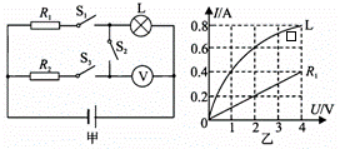 R₁ S₁ L
S₂
R₂ S₃ V
甲
I/A
0.8 L
0.6
0.4 R₁
0.2
0 1 2 3 4 U/V
乙